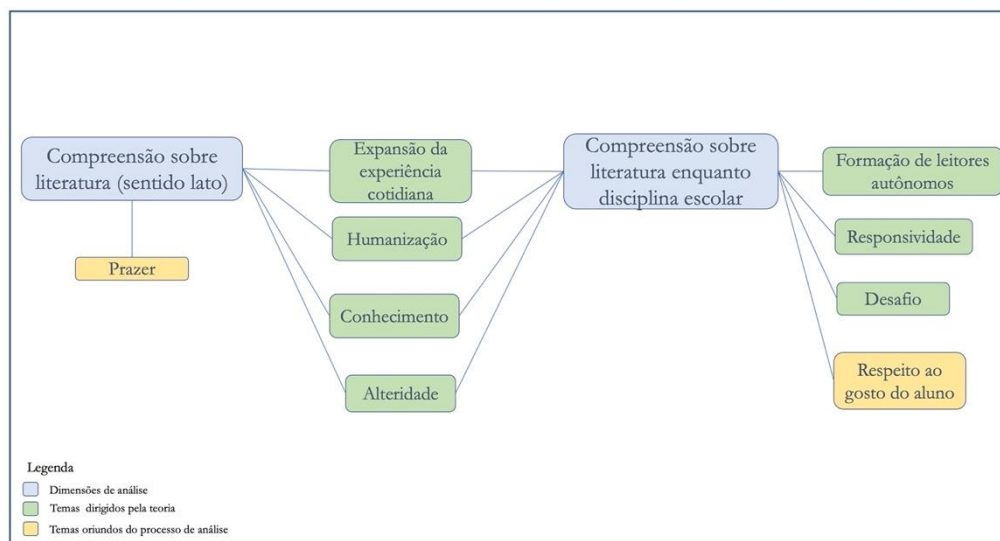 Compreensão sobre
literatura (sentido lato)
Prazer
Expansão da
experiência
cotidiana
Humanização
Conhecimento
Alteridade
Compreensão sobre
literatura enquanto
disciplina escolar
Formação de leitores
autônomos
Responsividade
Desafio
Respeito ao
gosto do aluno
Legenda
Dimensões de análise
Temas dirigidos pela teoria
Temas oriundos do processo de análise